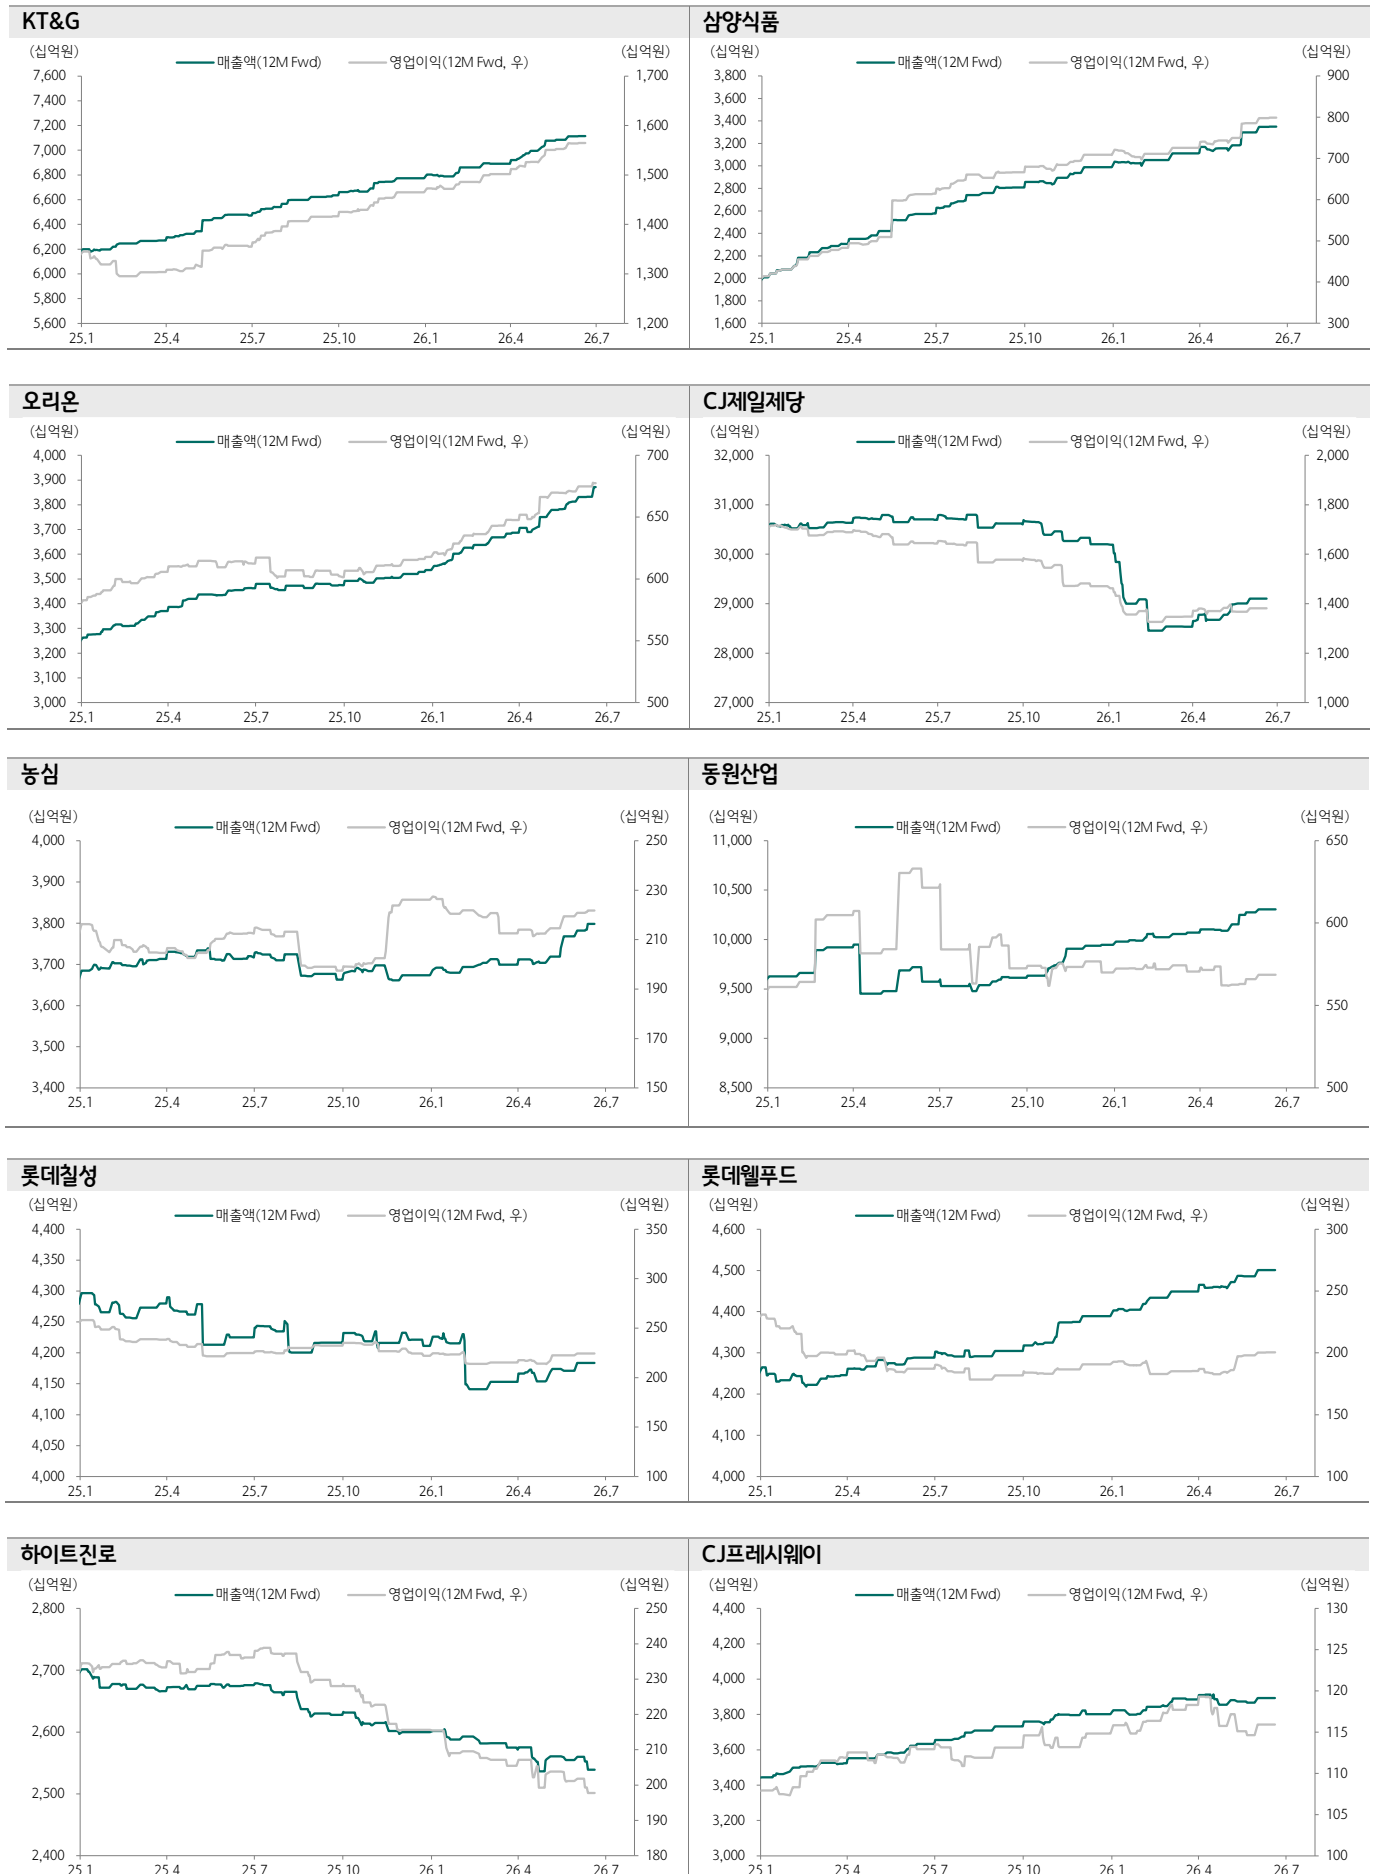 KT&G
(십억원) (십억원)
매출액(12M Fwd) 영업이익(12M Fwd, 우)
7,600 1,700
7,400
7,200 1,600
7,000
6,800 1,500
6,600
6,400 1,400
6,200
6,000 1,300
5,800
5,600 1,200
25.1 25.4 25.7 25.10 26.1 26.4 26.7
삼양식품
(십억원) (십억원)
매출액(12M Fwd) 영업이익(12M Fwd, 우)
3,800 900
3,600
3,400 800
3,200
3,000 700
2,800
2,600 600
2,400 500
2,200
2,000 400
1,800
1,600 300
25.1 25.4 25.7 25.10 26.1 26.4 26.7
오리온
(십억원) (십억원)
매출액(12M Fwd) 영업이익(12M Fwd, 우)
4,000 700
3,900
3,800 650
3,700
3,600
3,500 600
3,400
3,300 550
3,200
3,100
3,000 500
25.1 25.4 25.7 25.10 26.1 26.4 26.7
CJ제일제당
(십억원) (십억원)
매출액(12M Fwd) 영업이익(12M Fwd, 우)
32,000 2,000
31,000 1,800
30,000 1,600
29,000 1,400
28,000 1,200
27,000 1,000
25.1 25.4 25.7 25.10 26.1 26.4 26.7
농심
(십억원) (십억원)
매출액(12M Fwd) 영업이익(12M Fwd, 우)
4,000 250
3,900 230
3,800 210
3,700
3,600 190
3,500 170
3,400 150
25.1 25.4 25.7 25.10 26.1 26.4 26.7
동원산업
(십억원) (십억원)
매출액(12M Fwd) 영업이익(12M Fwd, 우)
11,000 650
10,500 600
10,000
9,500 550
9,000
8,500 500
25.1 25.4 25.7 25.10 26.1 26.4 26.7
롯데칠성
(십억원) (십억원)
매출액(12M Fwd) 영업이익(12M Fwd, 우)
4,400 350
4,350
4,300 300
4,250 250
4,200
4,150 200
4,100 150
4,050
4,000 100
25.1 25.4 25.7 25.10 26.1 26.4 26.7
롯데웰푸드
(십억원) (십억원)
매출액(12M Fwd) 영업이익(12M Fwd, 우)
4,600 300
4,500 250
4,400
4,300 200
4,200 150
4,100
4,000 100
25.1 25.4 25.7 25.10 26.1 26.4 26.7
하이트진로
(십억원) (십억원)
매출액(12M Fwd) 영업이익(12M Fwd, 우)
2,800 250
240
2,700 230
220
2,600 210
200
2,500 190
2,400 180
25.1 25.4 25.7 25.10 26.1 26.4 26.7
CJ프레시웨이
(십억원) (십억원)
매출액(12M Fwd) 영업이익(12M Fwd, 우)
4,400 130
4,200 125
4,000 120
3,800 115
3,600
3,400 110
3,200 105
3,000 100
25.1 25.4 25.7 25.10 26.1 26.4 26.7